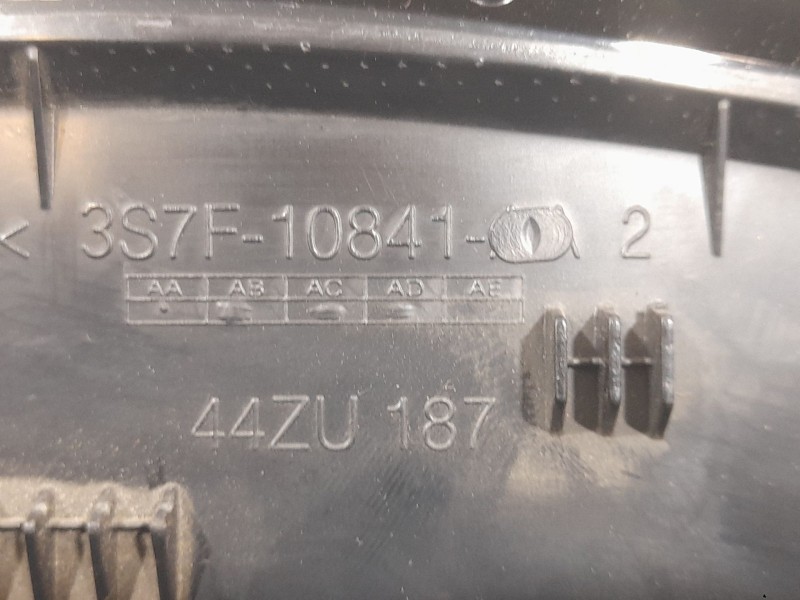 < 3S7F-10841- 2
AA AB AC AD AE
44ZU 187